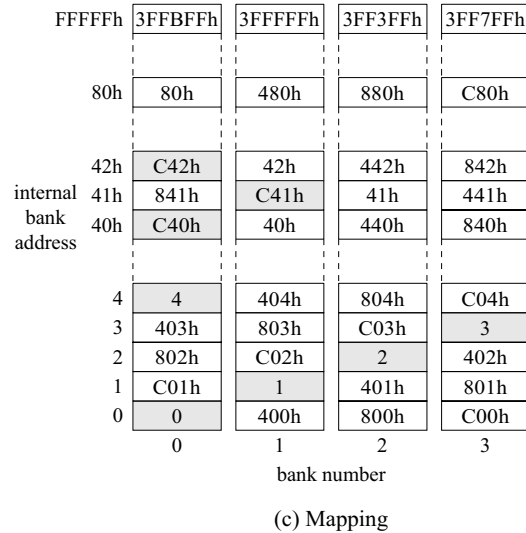 FFFFFh 3FFBFFh 3FFFFFh 3FF3FFh 3FF7FFh
80h 80h 480h 880h C80h
42h C42h 42h 442h 842h
41h 841h C41h 41h 441h
40h C40h 40h 440h 840h
internal
bank
address
4 4 404h 804h C04h
3 403h 803h C03h 3
2 802h C02h 2 402h
1 C01h 1 401h 801h
0 0 400h 800h C00h
0 1 2 3
bank number
(c) Mapping